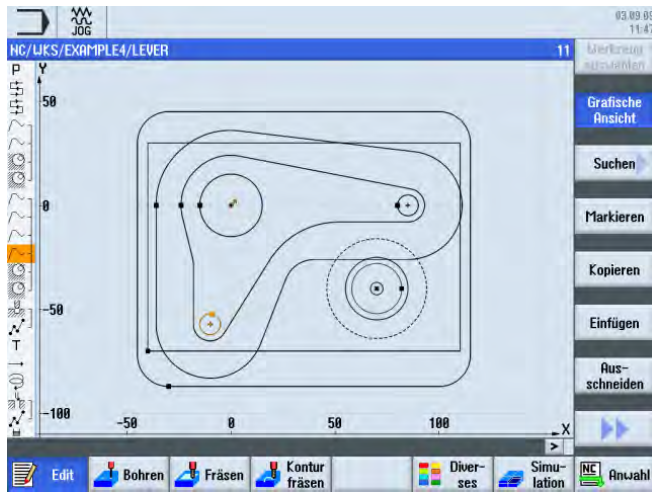 JOG
03.09.09
11:47
NC/WKS/EXAMPLE4/LEVER 11
Werkzeug
auswählen
Grafische
Ansicht
Suchen
Markieren
Kopieren
Einfügen
Aus-
schneiden
P
Y
50
0
-50
T
-100
-50 0 50 100 X
>
Edit
Bohren
Fräsen
Kontur
fräsen
Diver-
ses
Simu-
lation
NC
Anwahl